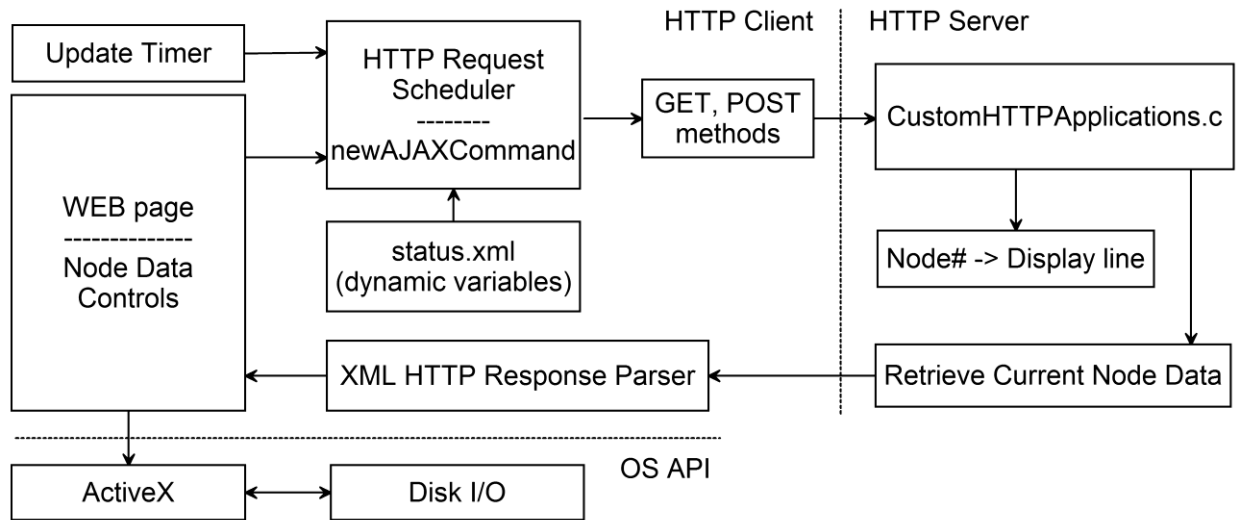 HTTP Client
HTTP Server
Update Timer
HTTP Request
Scheduler
--------
newAJAXCommand
GET, POST
methods
CustomHTTPApplications.c
WEB page
--------------
Node Data
Controls
status.xml
(dynamic variables)
Node# -> Display line
XML HTTP Response Parser
Retrieve Current Node Data
OS API
ActiveX
Disk I/O